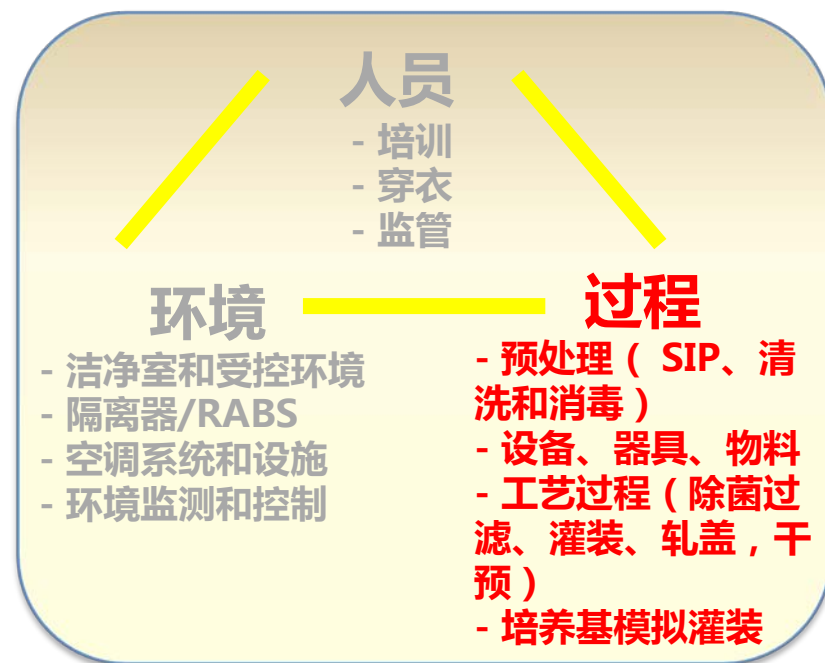 人员
- 培训
- 穿衣
- 监管
环境
- 洁净室和受控环境
- 隔离器/RABS
- 空调系统和设施
- 环境监测和控制
过程
- 预处理（ SIP、清
洗和消毒）
- 设备、器具、物料
- 工艺过程（除菌过
滤、灌装、轧盖，干
预）
- 培养基模拟灌装